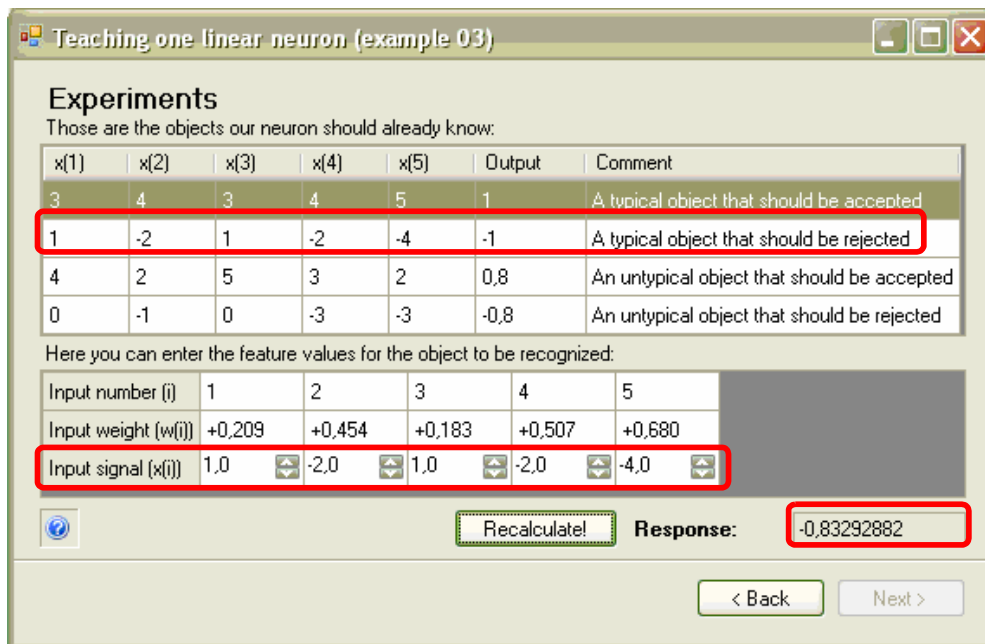 Teaching one linear neuron (example 03)
Experiments
Those are the objects our neuron should already know:
x(1) x(2) x(3) x(4) x(5) Output Comment
3 4 3 4 5 1 A typical object that should be accepted
1 -2 1 -2 -4 -1 A typical object that should be rejected
4 2 5 3 2 0,8 An untypical object that should be accepted
0 -1 0 -3 -3 -0,8 An untypical object that should be rejected
Here you can enter the feature values for the object to be recognized:
Input number (i) 1 2 3 4 5
Input weight (w(i)) +0,209 +0,454 +0,183 +0,507 +0,680
Input signal (x(i)) 1,0 -2,0 1,0 -2,0 -4,0
? Recalculate! Response: -0,83292882
< Back Next >